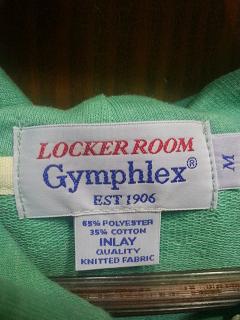 LOCKER ROOM
Gymphlex®
EST 1906
M
65% POLYESTER
35% COTTON
INLAY
QUALITY
KNITTED FABRIC